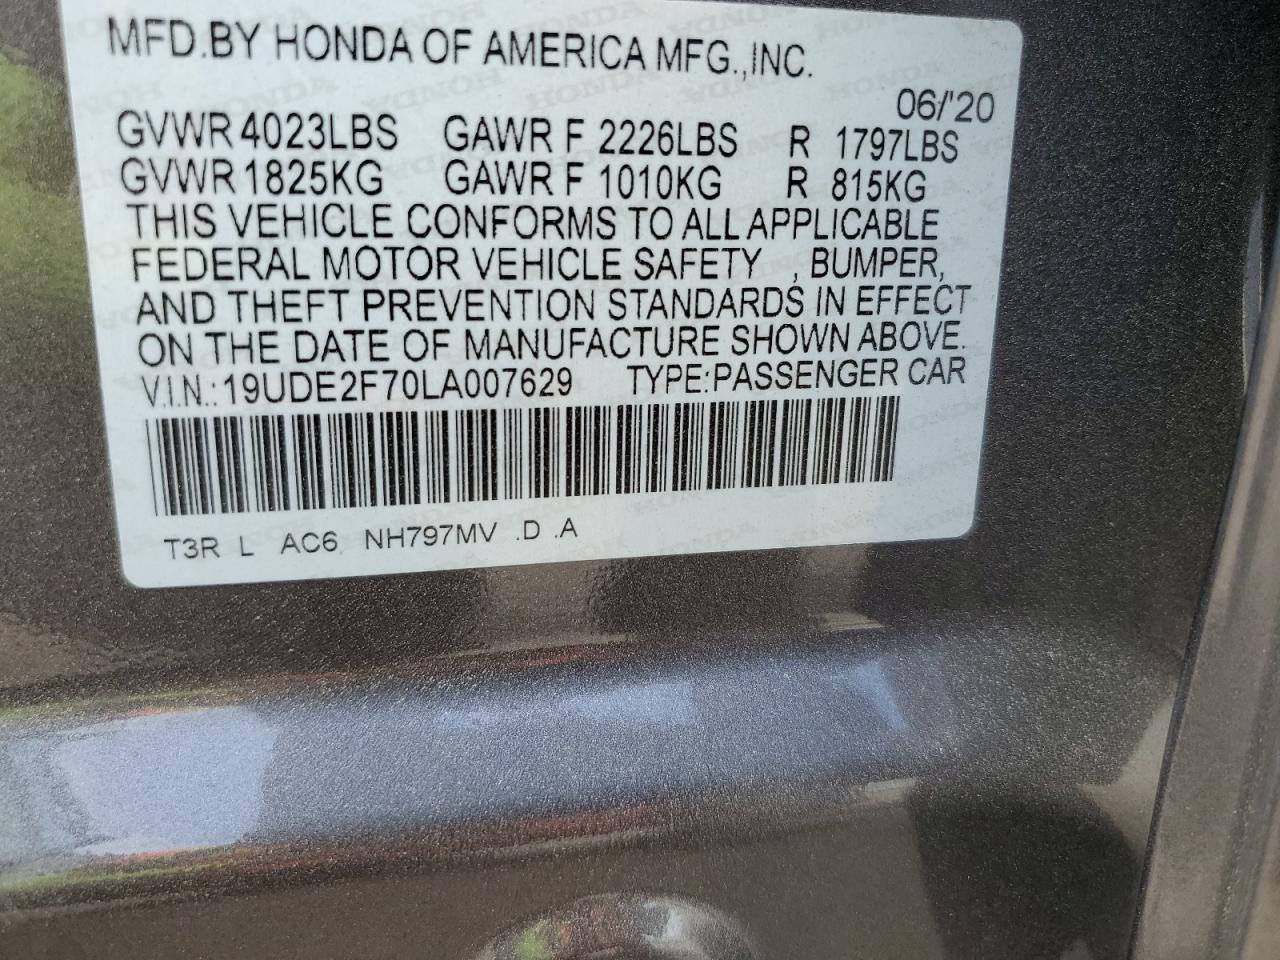 MFD.BY HONDA OF AMERICA MFG.,INC.
06/'20
GVWR 4023LBS GAWR F 2226LBS R 1797LBS
GVWR 1825KG GAWR F 1010KG R 815KG
THIS VEHICLE CONFORMS TO ALL APPLICABLE
FEDERAL MOTOR VEHICLE SAFETY , BUMPER,
AND THEFT PREVENTION STANDARDS IN EFFECT
ON THE DATE OF MANUFACTURE SHOWN ABOVE.
V.I.N.: 19UDE2F70LA007629 TYPE:PASSENGER CAR
T3R L AC6 NH797MV .D .A